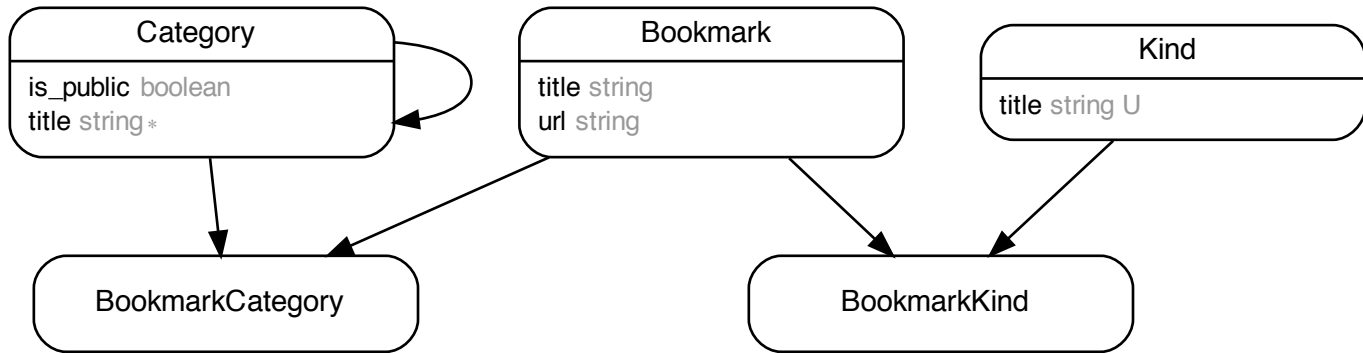 Category
is_public boolean
title string *
Bookmark
title string
url string
Kind
title string U
BookmarkCategory
BookmarkKind